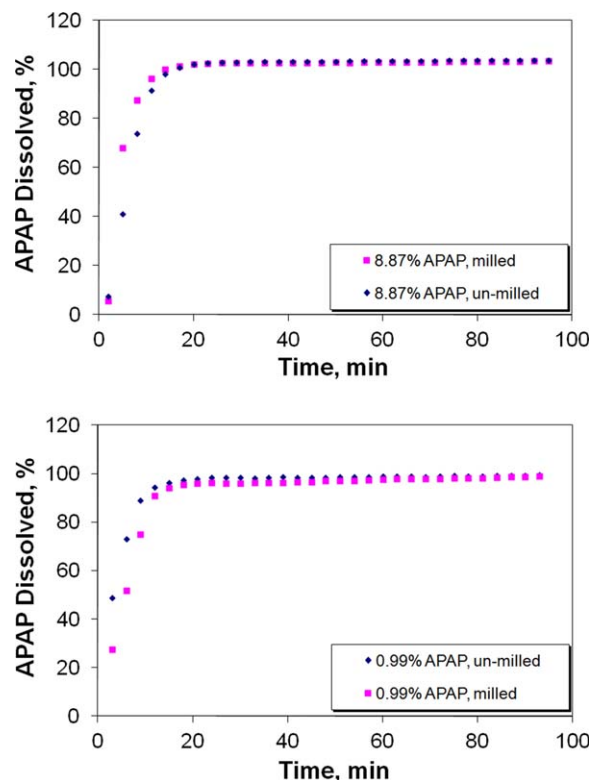 120
100
80
60
40
20
0
APAP Dissolved, %
8.87% APAP, milled
8.87% APAP, un-milled
0 20 40 60 80 100
Time, min
120
100
80
60
40
20
0
APAP Dissolved, %
0.99% APAP, un-milled
0.99% APAP, milled
0 20 40 60 80 100
Time, min